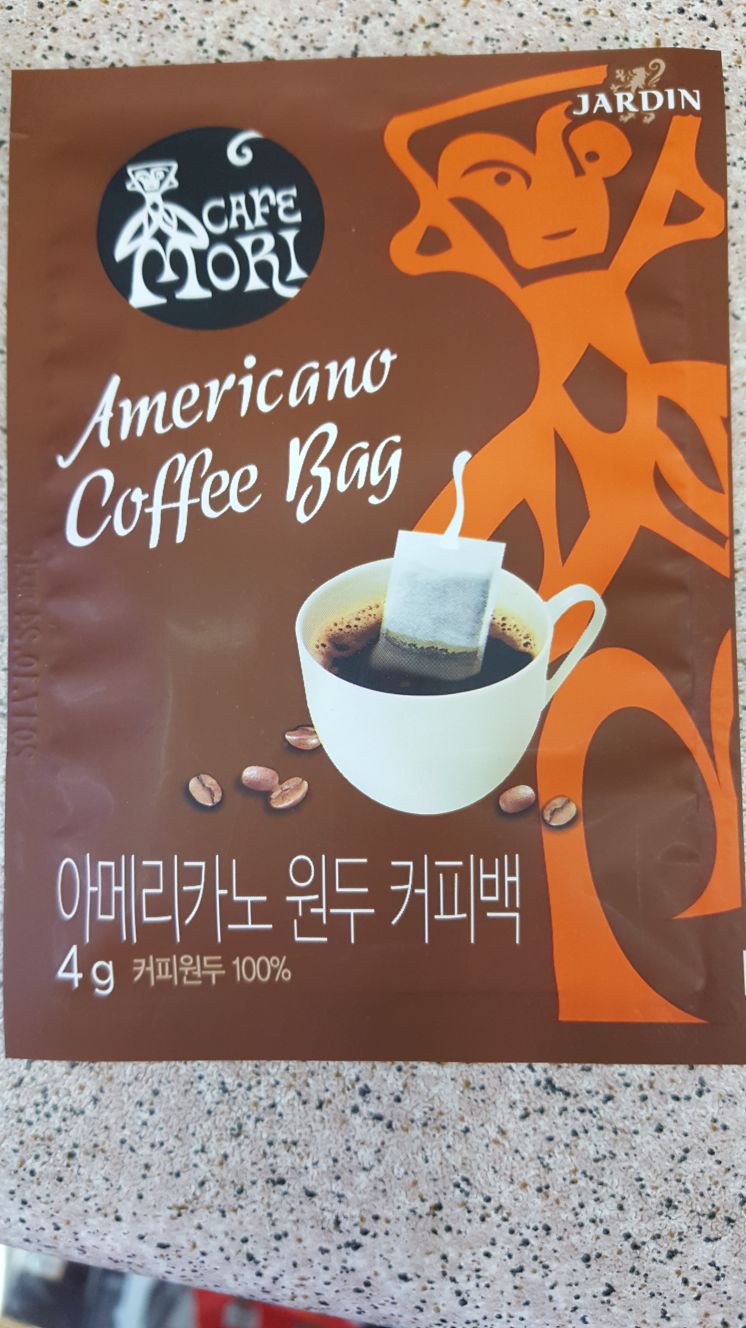 JARDIN
CAFE
MORI
Americano
Coffee Bag
아메리카노 원두 커피백
4g 커피원두 100%